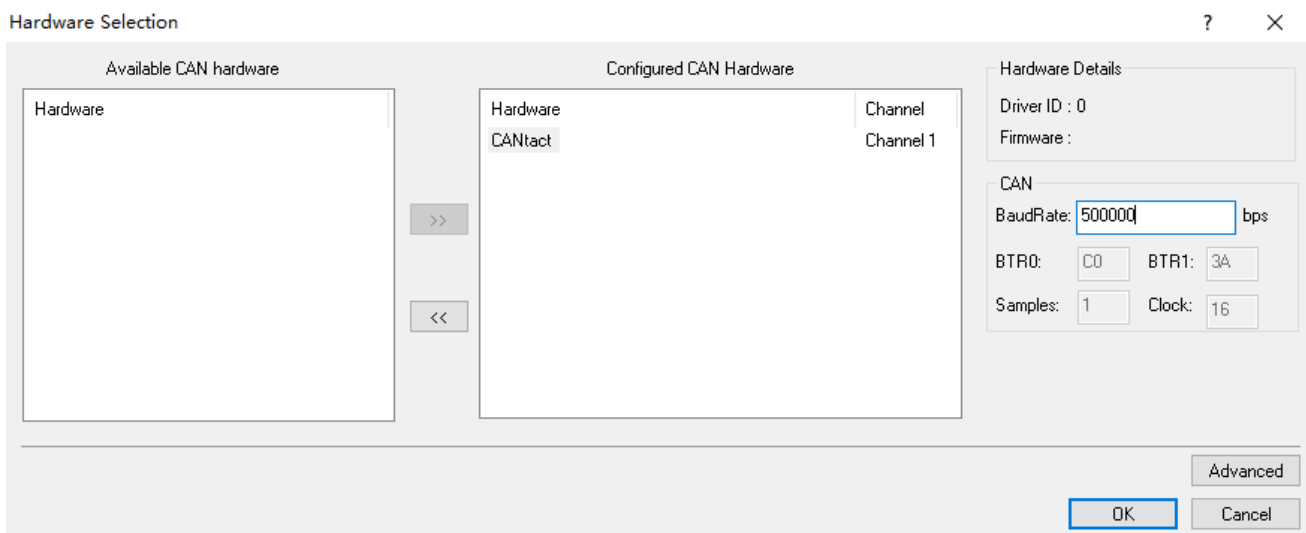 Hardware Selection
?
Available CAN hardware
Hardware
>>
<<
Configured CAN Hardware
Hardware Channel
CANtact Channel 1
Hardware Details
Driver ID : 0
Firmware :
CAN
BaudRate: 500000 bps
BTR0: C0 BTR1: 3A
Samples: 1 Clock: 16
Advanced
OK Cancel